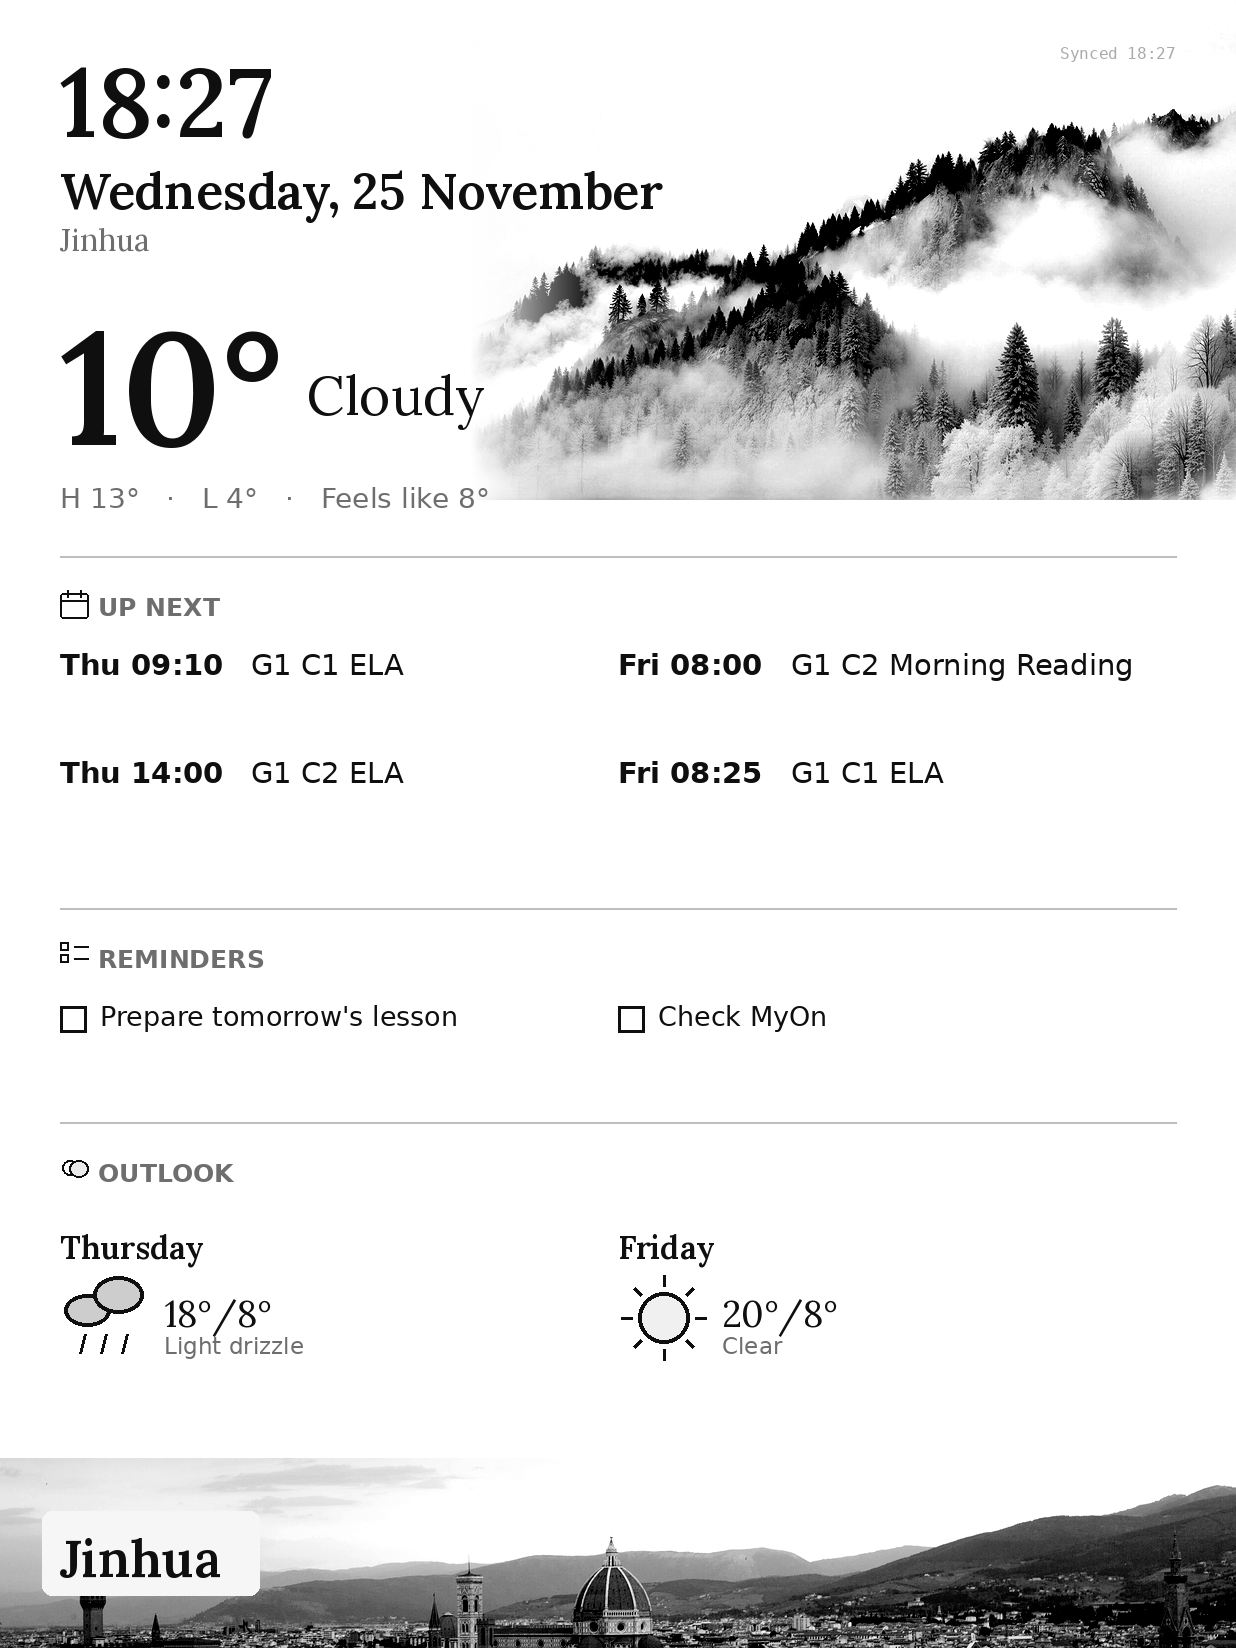 Synced 18:27
18:27
Wednesday, 25 November
Jinhua
10° Cloudy
H 13° · L 4° · Feels like 8°
UP NEXT
Thu 09:10 G1 C1 ELA
Fri 08:00 G1 C2 Morning Reading
Thu 14:00 G1 C2 ELA
Fri 08:25 G1 C1 ELA
REMINDERS
Prepare tomorrow's lesson
Check MyOn
OUTLOOK
Thursday
18°/8°
Light drizzle
Friday
20°/8°
Clear
Jinhua